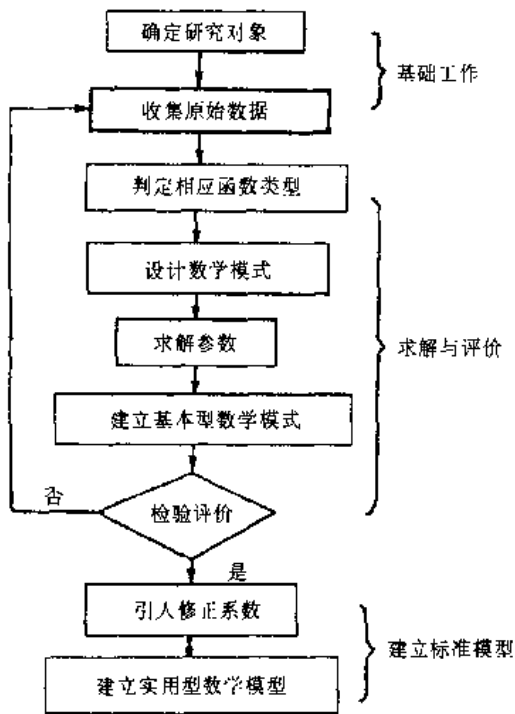 确定研究对象
基础工作
收集原始数据
判定相应函数类型
设计数学模式
求解参数
求解与评价
建立基本型数学模式
否
检验评价
是
引人修正系数
建立标准模型
建立实用型数学模型